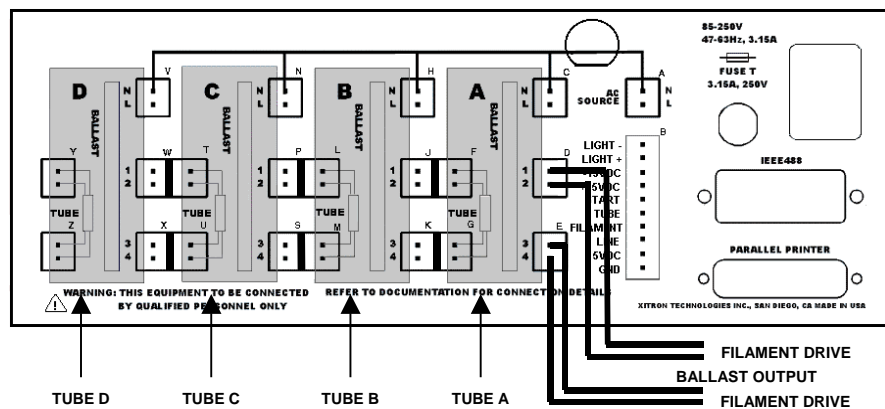 85-250V
47-63Hz, 3.15A
FUSE T
3.15A, 250V
D
C
B
A
V
N
H
C
A
N
L
N
L
N
L
N
L
N
L
AC
SOURCE
BALLAST
BALLAST
BALLAST
BALLAST
B
LIGHT -
LIGHT +
5VDC
START
TUBE
FILAMENT
LINE
5VDC
GND
IEEE488
PARALLEL PRINTER
Y
W
T
P
L
J
F
D
1
2
1
2
1
2
1
2
TUBE
TUBE
TUBE
TUBE
Z
X
U
S
M
K
G
E
3
4
3
4
3
4
3
4
WARNING: THIS EQUIPMENT TO BE CONNECTED
BY QUALIFIED PERSONNEL ONLY
REFER TO DOCUMENTATION FOR CONNECTION DETAILS
XITRON TECHNOLOGIES INC., SAN DIEGO, CA MADE IN USA
FILAMENT DRIVE
BALLAST OUTPUT
FILAMENT DRIVE
TUBE D
TUBE C
TUBE B
TUBE A